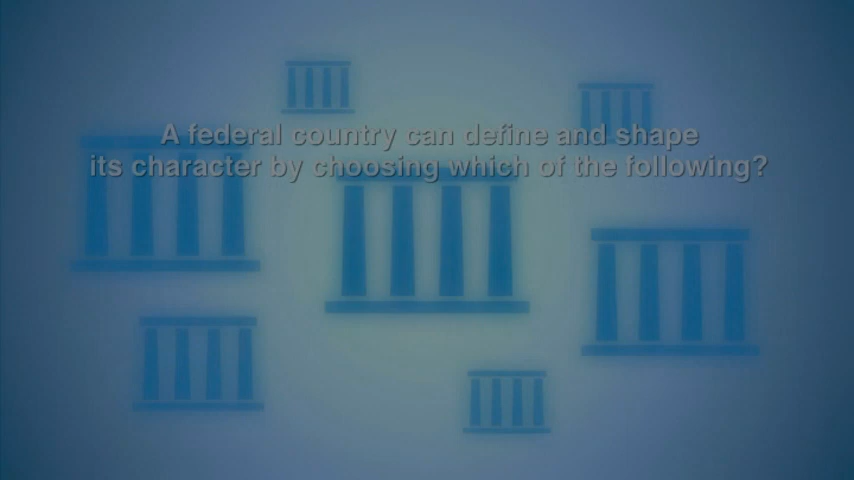 A federal country can define and shape
its character by choosing which of the following?